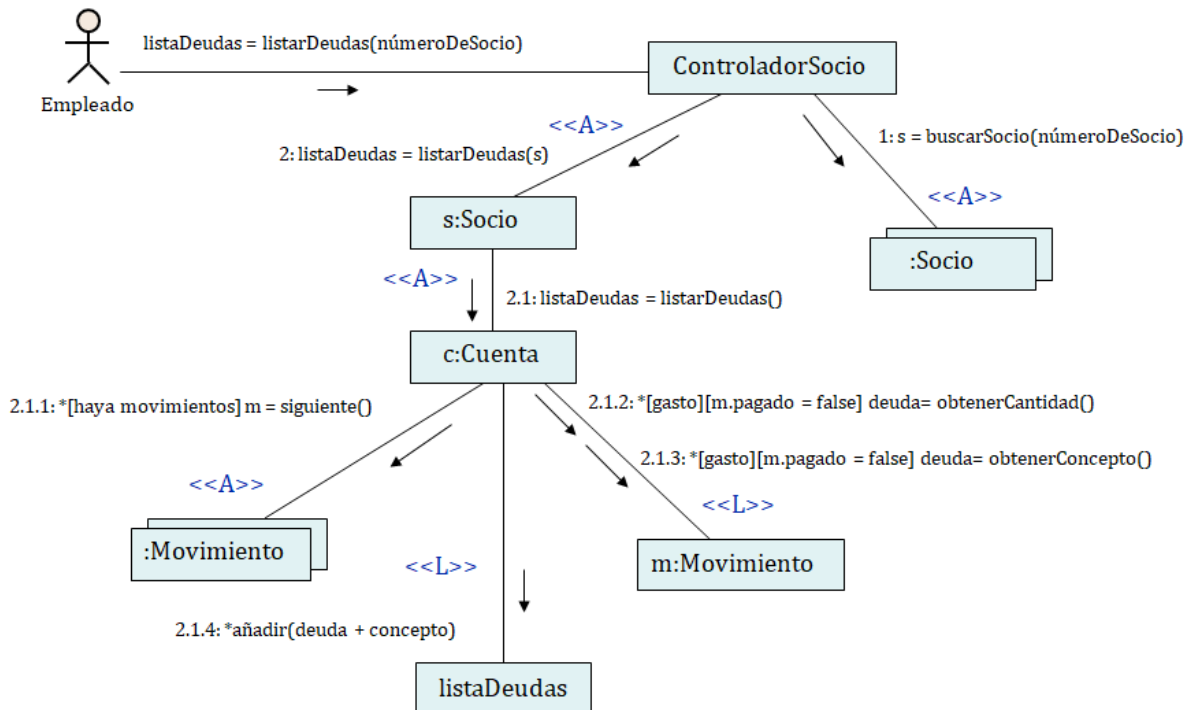 listaDeudas = listarDeudas(númeroDeSocio)
ControladorSocio
Empleado
<<A>>
1: s = buscarSocio(númeroDeSocio)
2: listaDeudas = listarDeudas(s)
<<A>>
s:Socio
:Socio
<<A>>
2.1: listaDeudas = listarDeudas()
c:Cuenta
2.1.1: *[haya movimientos] m = siguiente()
2.1.2: *[gasto][m.pagado = false] deuda= obtenerCantidad()
2.1.3: *[gasto][m.pagado = false] deuda= obtenerConcepto()
<<A>>
<<L>>
:Movimiento
<<L>>
m:Movimiento
2.1.4: *añadir(deuda + concepto)
listaDeudas